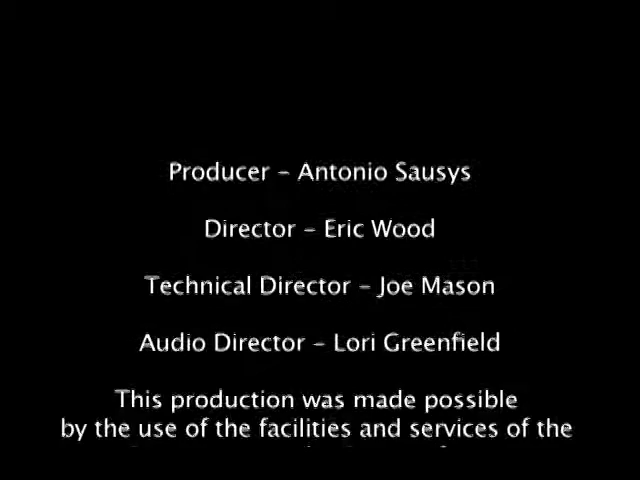 Producer – Antonio Sausys
Director – Eric Wood
Technical Director – Joe Mason
Audio Director – Lori Greenfield
This production was made possible
by the use of the facilities and services of the